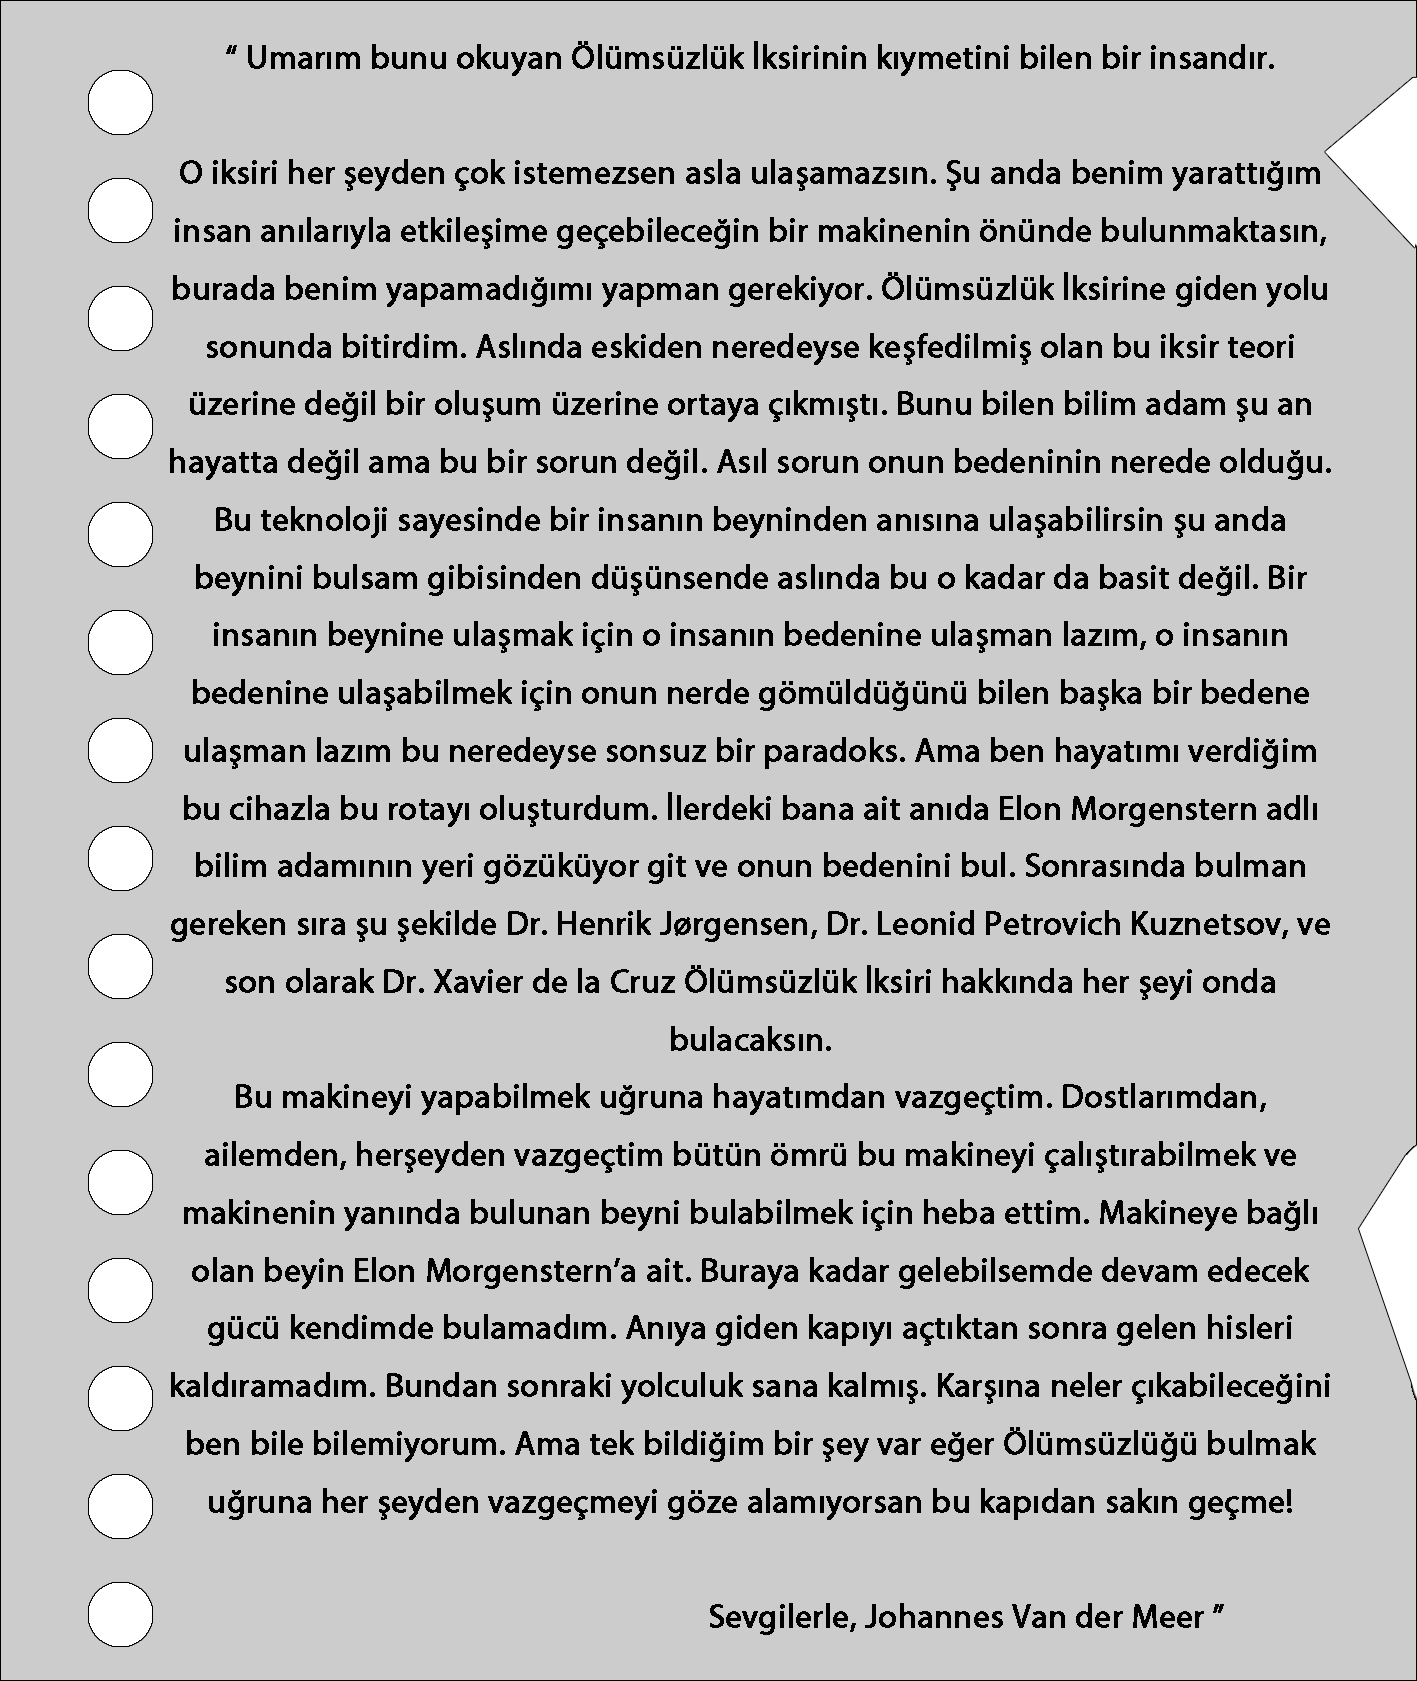 “ Umarım bunu okuyan Ölümsüzlük İksirinin kıymetini bilen bir insandır.
O iksiri her şeyden çok istemezsen asla ulaşamazsın. Şu anda benim yarattığım
insan anılarıyla etkileşime geçebileceğin bir makinenin önünde bulunmaktasın,
burada benim yapamadığımı yapman gerekiyor. Ölümsüzlük İksirine giden yolu
sonunda bitirdim. Aslında eskiden neredeyse keşfedilmiş olan bu iksir teori
üzerine değil bir oluşum üzerine ortaya çıkmıştı. Bunu bilen bilim adam şu an
hayatta değil ama bu bir sorun değil. Asıl sorun onun bedeninin nerede olduğu.
Bu teknoloji sayesinde bir insanın beyninden anısına ulaşabilirsin şu anda
beynini bulsam gibisinden düşünsende aslında bu o kadar da basit değil. Bir
insanın beynine ulaşmak için o insanın bedenine ulaşman lazım, o insanın
bedenine ulaşabilmek için onun nerde gömüldüğünü bilen başka bir bedene
ulaşman lazım bu neredeyse sonsuz bir paradoks. Ama ben hayatımı verdiğim
bu cihazla bu rotayı oluşturdum. İlerdeki bana ait anıda Elon Morgenstern adlı
bilim adamının yeri gözüküyor git ve onun bedenini bul. Sonrasında bulman
gereken sıra şu şekilde Dr. Henrik Jørgensen, Dr. Leonid Petrovich Kuznetsov, ve
son olarak Dr. Xavier de la Cruz Ölümsüzlük İksiri hakkında her şeyi onda
bulacaksın.
Bu makineyi yapabilmek uğruna hayatımdan vazgeçtim. Dostlarımdan,
ailemden, herşeyden vazgeçtim bütün ömrü bu makineyi çalıştırabilmek ve
makinenin yanında bulunan beyni bulabilmek için heba ettim. Makineye bağlı
olan beyin Elon Morgenstern’a ait. Buraya kadar gelebilsemde devam edecek
gücü kendimde bulamadım. Anıya giden kapıyı açtıktan sonra gelen hisleri
kaldıramadım. Bundan sonraki yolculuk sana kalmış. Karşına neler çıkabileceğini
ben bile bilemiyorum. Ama tek bildiğim bir şey var eğer Ölümsüzlüğü bulmak
uğruna her şeyden vazgeçmeyi göze alamıyorsan bu kapıdan sakın geçme!
Sevgilerle, Johannes Van der Meer ”